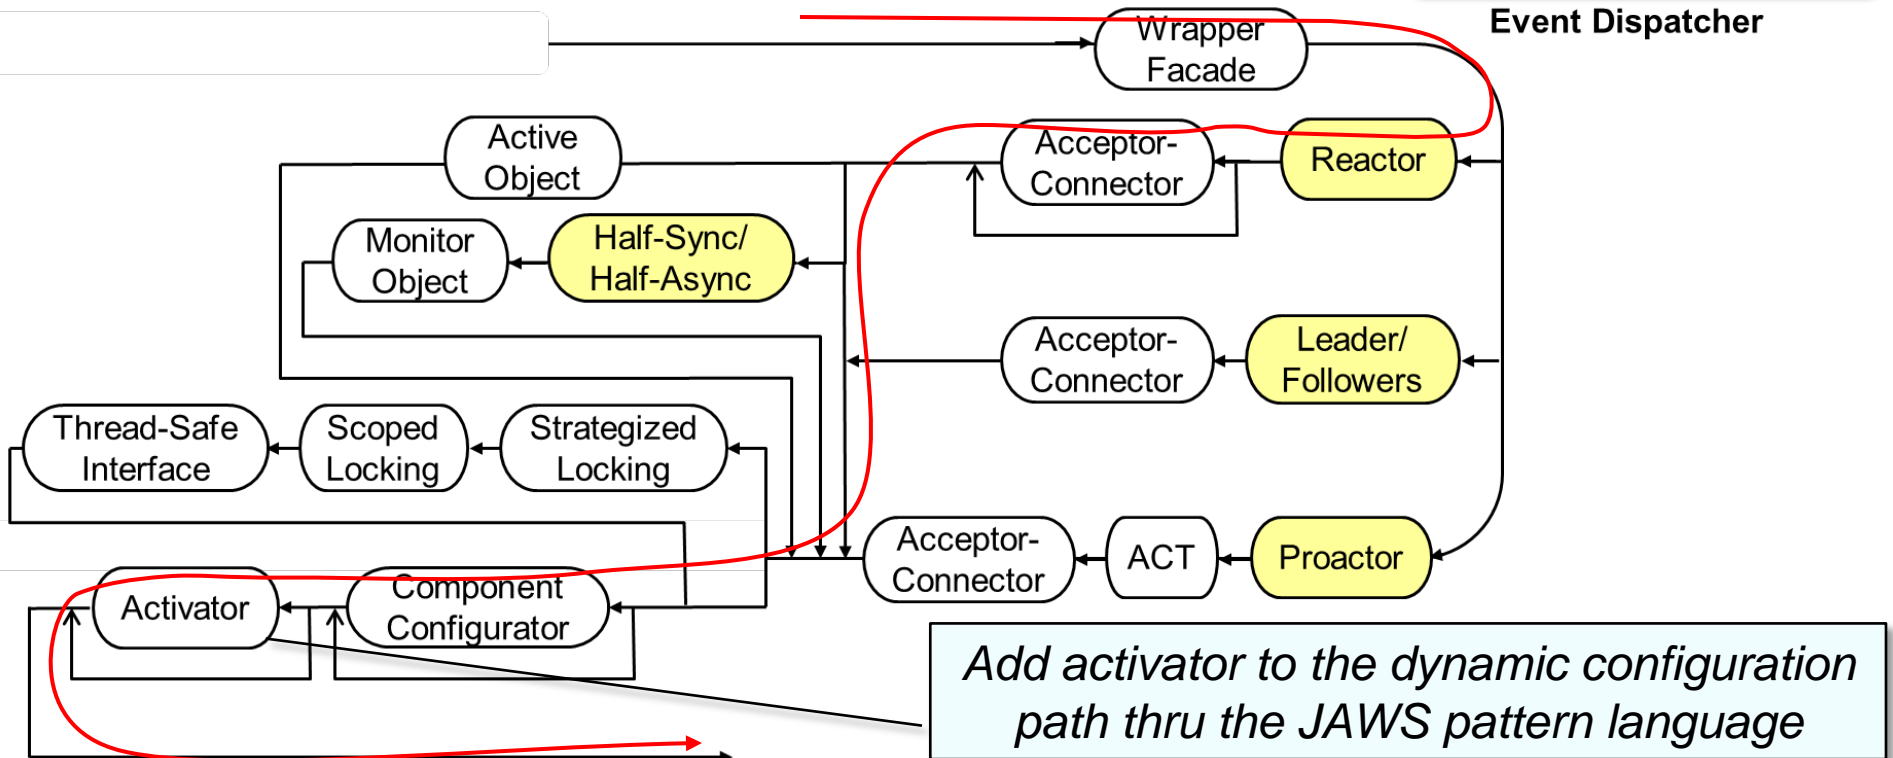 Event Dispatcher
Wrapper
Facade
Active
Object
Acceptor-
Connector
Reactor
Monitor
Object
Half-Sync/
Half-Async
Acceptor-
Connector
Leader/
Followers
Thread-Safe
Interface
Scoped
Locking
Strategized
Locking
Acceptor-
Connector
ACT
Proactor
Activator
Component
Configurator
Add activator to the dynamic configuration
path thru the JAWS pattern language